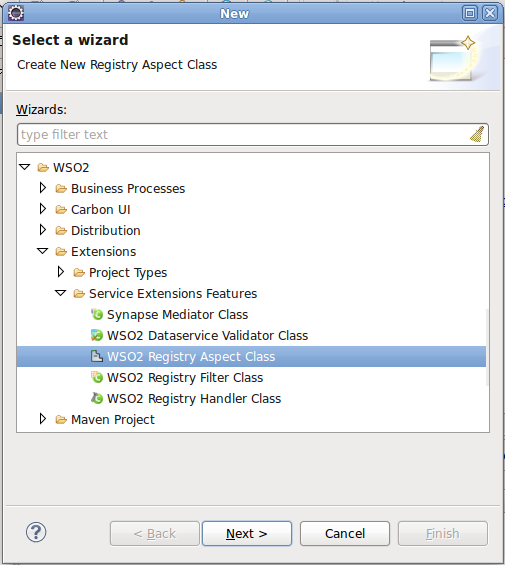 New
Select a wizard
Create New Registry Aspect Class
Wizards:
type filter text
WSO2
Business Processes
Carbon UI
Distribution
Extensions
Project Types
Service Extensions Features
Synapse Mediator Class
WSO2 Dataservice Validator Class
WSO2 Registry Aspect Class
WSO2 Registry Filter Class
WSO2 Registry Handler Class
Maven Project
? < Back Next > Cancel Finish